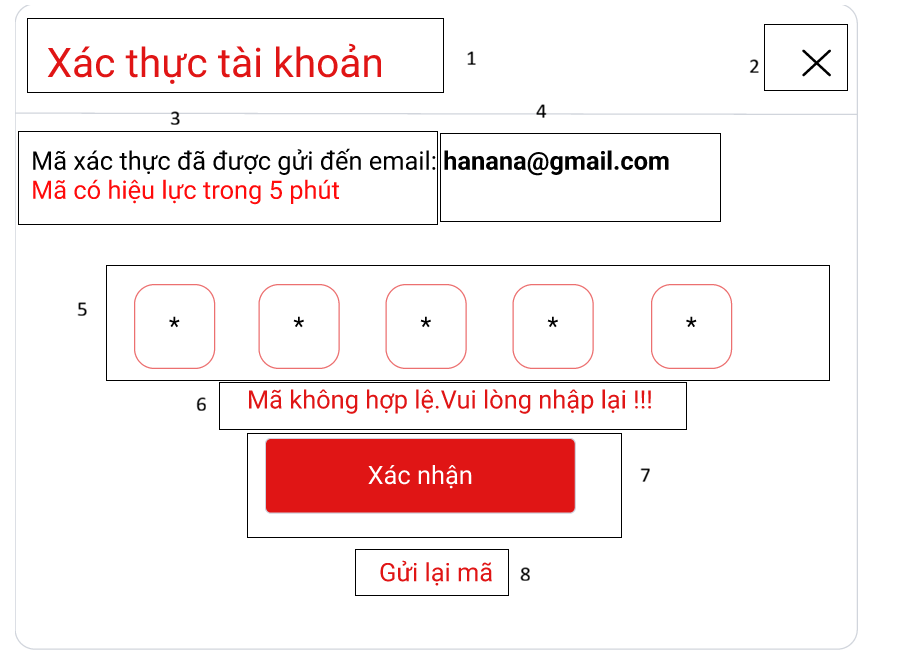 Xác thực tài khoản
1
2
3
4
Mã xác thực đã được gửi đến email: hanana@gmail.com
Mã có hiệu lực trong 5 phút
5
* * * * *
6
Mã không hợp lệ.Vui lòng nhập lại !!!
Xác nhận
7
Gửi lại mã
8